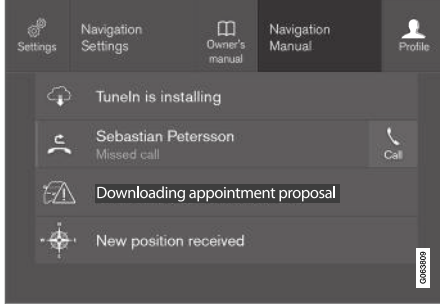 Settings
Navigation
Settings
Owner's
manual
Navigation
Manual
Profile
TuneIn is installing
Sebastian Petersson
Missed call
Call
Downloading appointment proposal
New position received
G063809